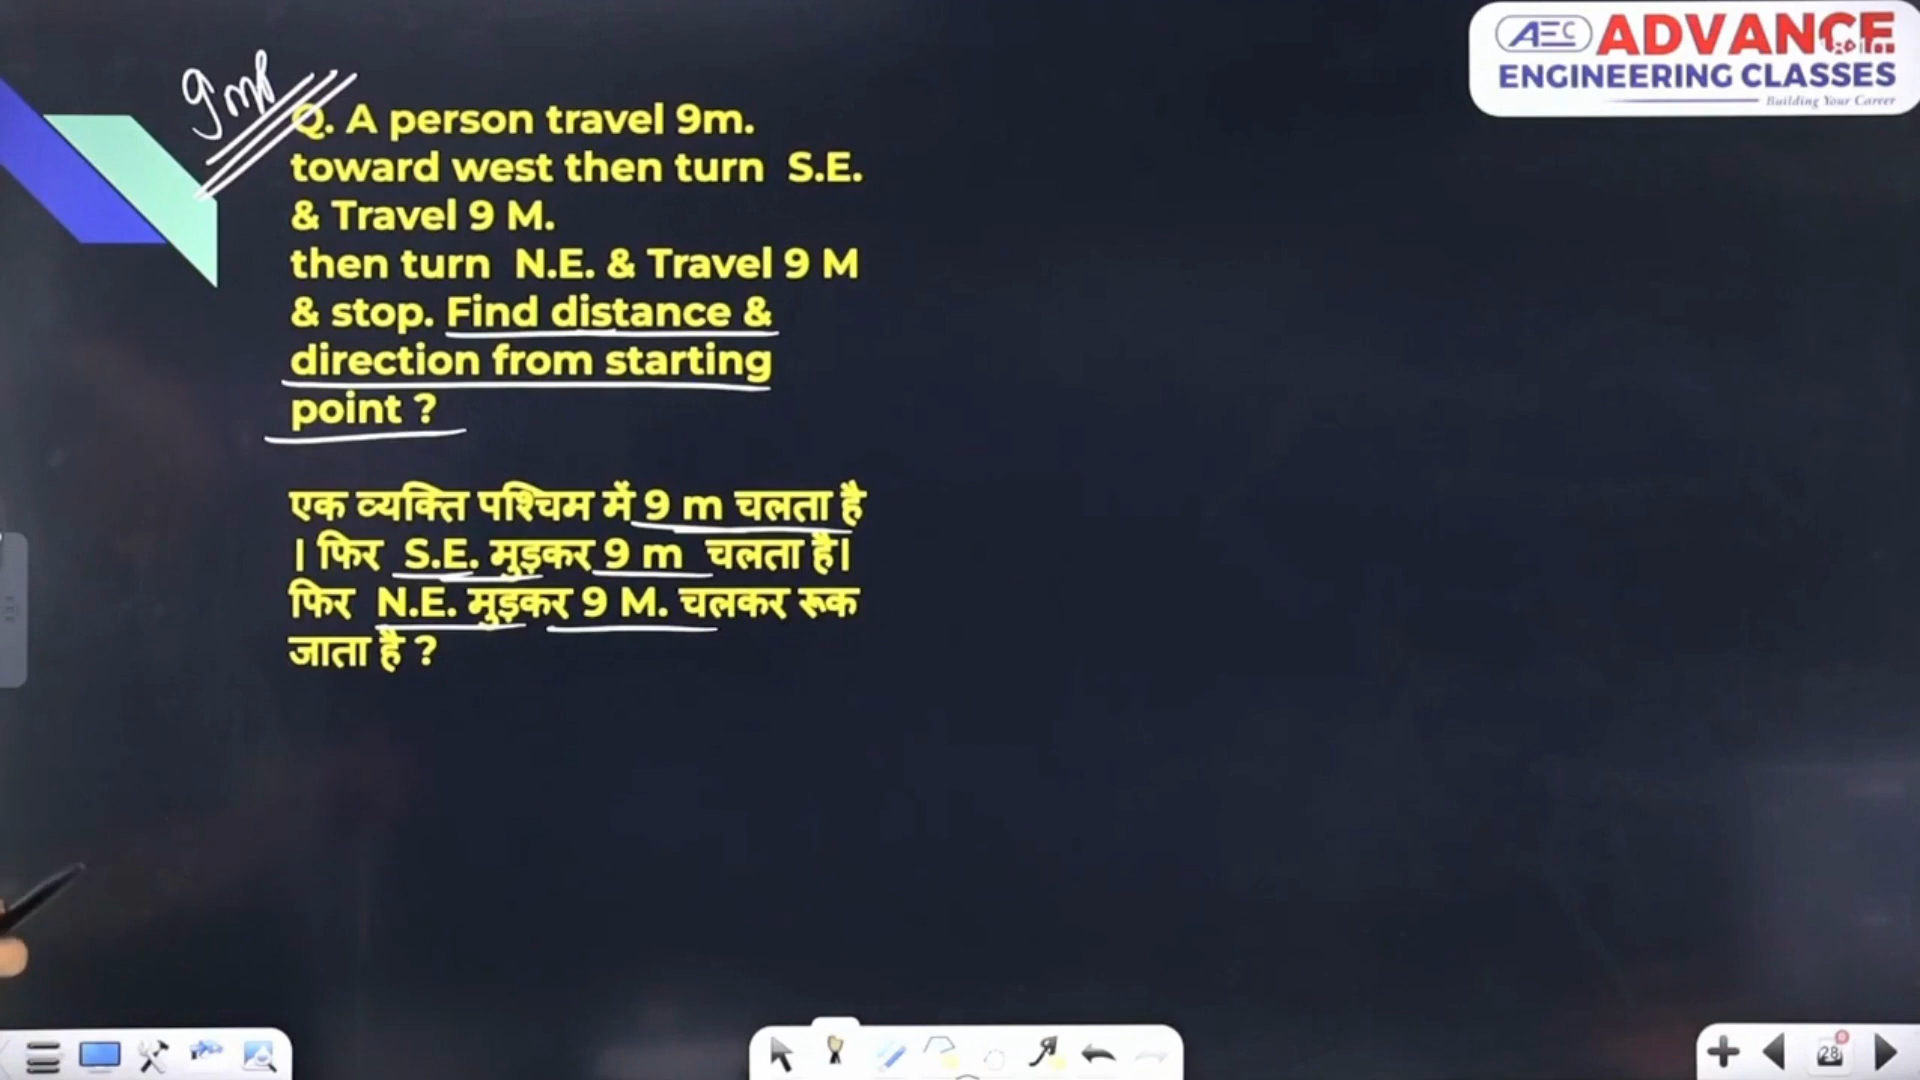 AEC ADVANCE
ENGINEERING CLASSES
Building Your Career
Imp
Q. A person travel 9m.
toward west then turn S.E.
& Travel 9 M.
then turn N.E. & Travel 9 M
& stop. Find distance &
direction from starting
point ?
एक व्यक्ति पश्चिम में 9 m चलता है
। फिर S.E. मुड़कर 9 m चलता है।
फिर N.E. मुड़कर 9 M. चलकर रूक
जाता है ?
28